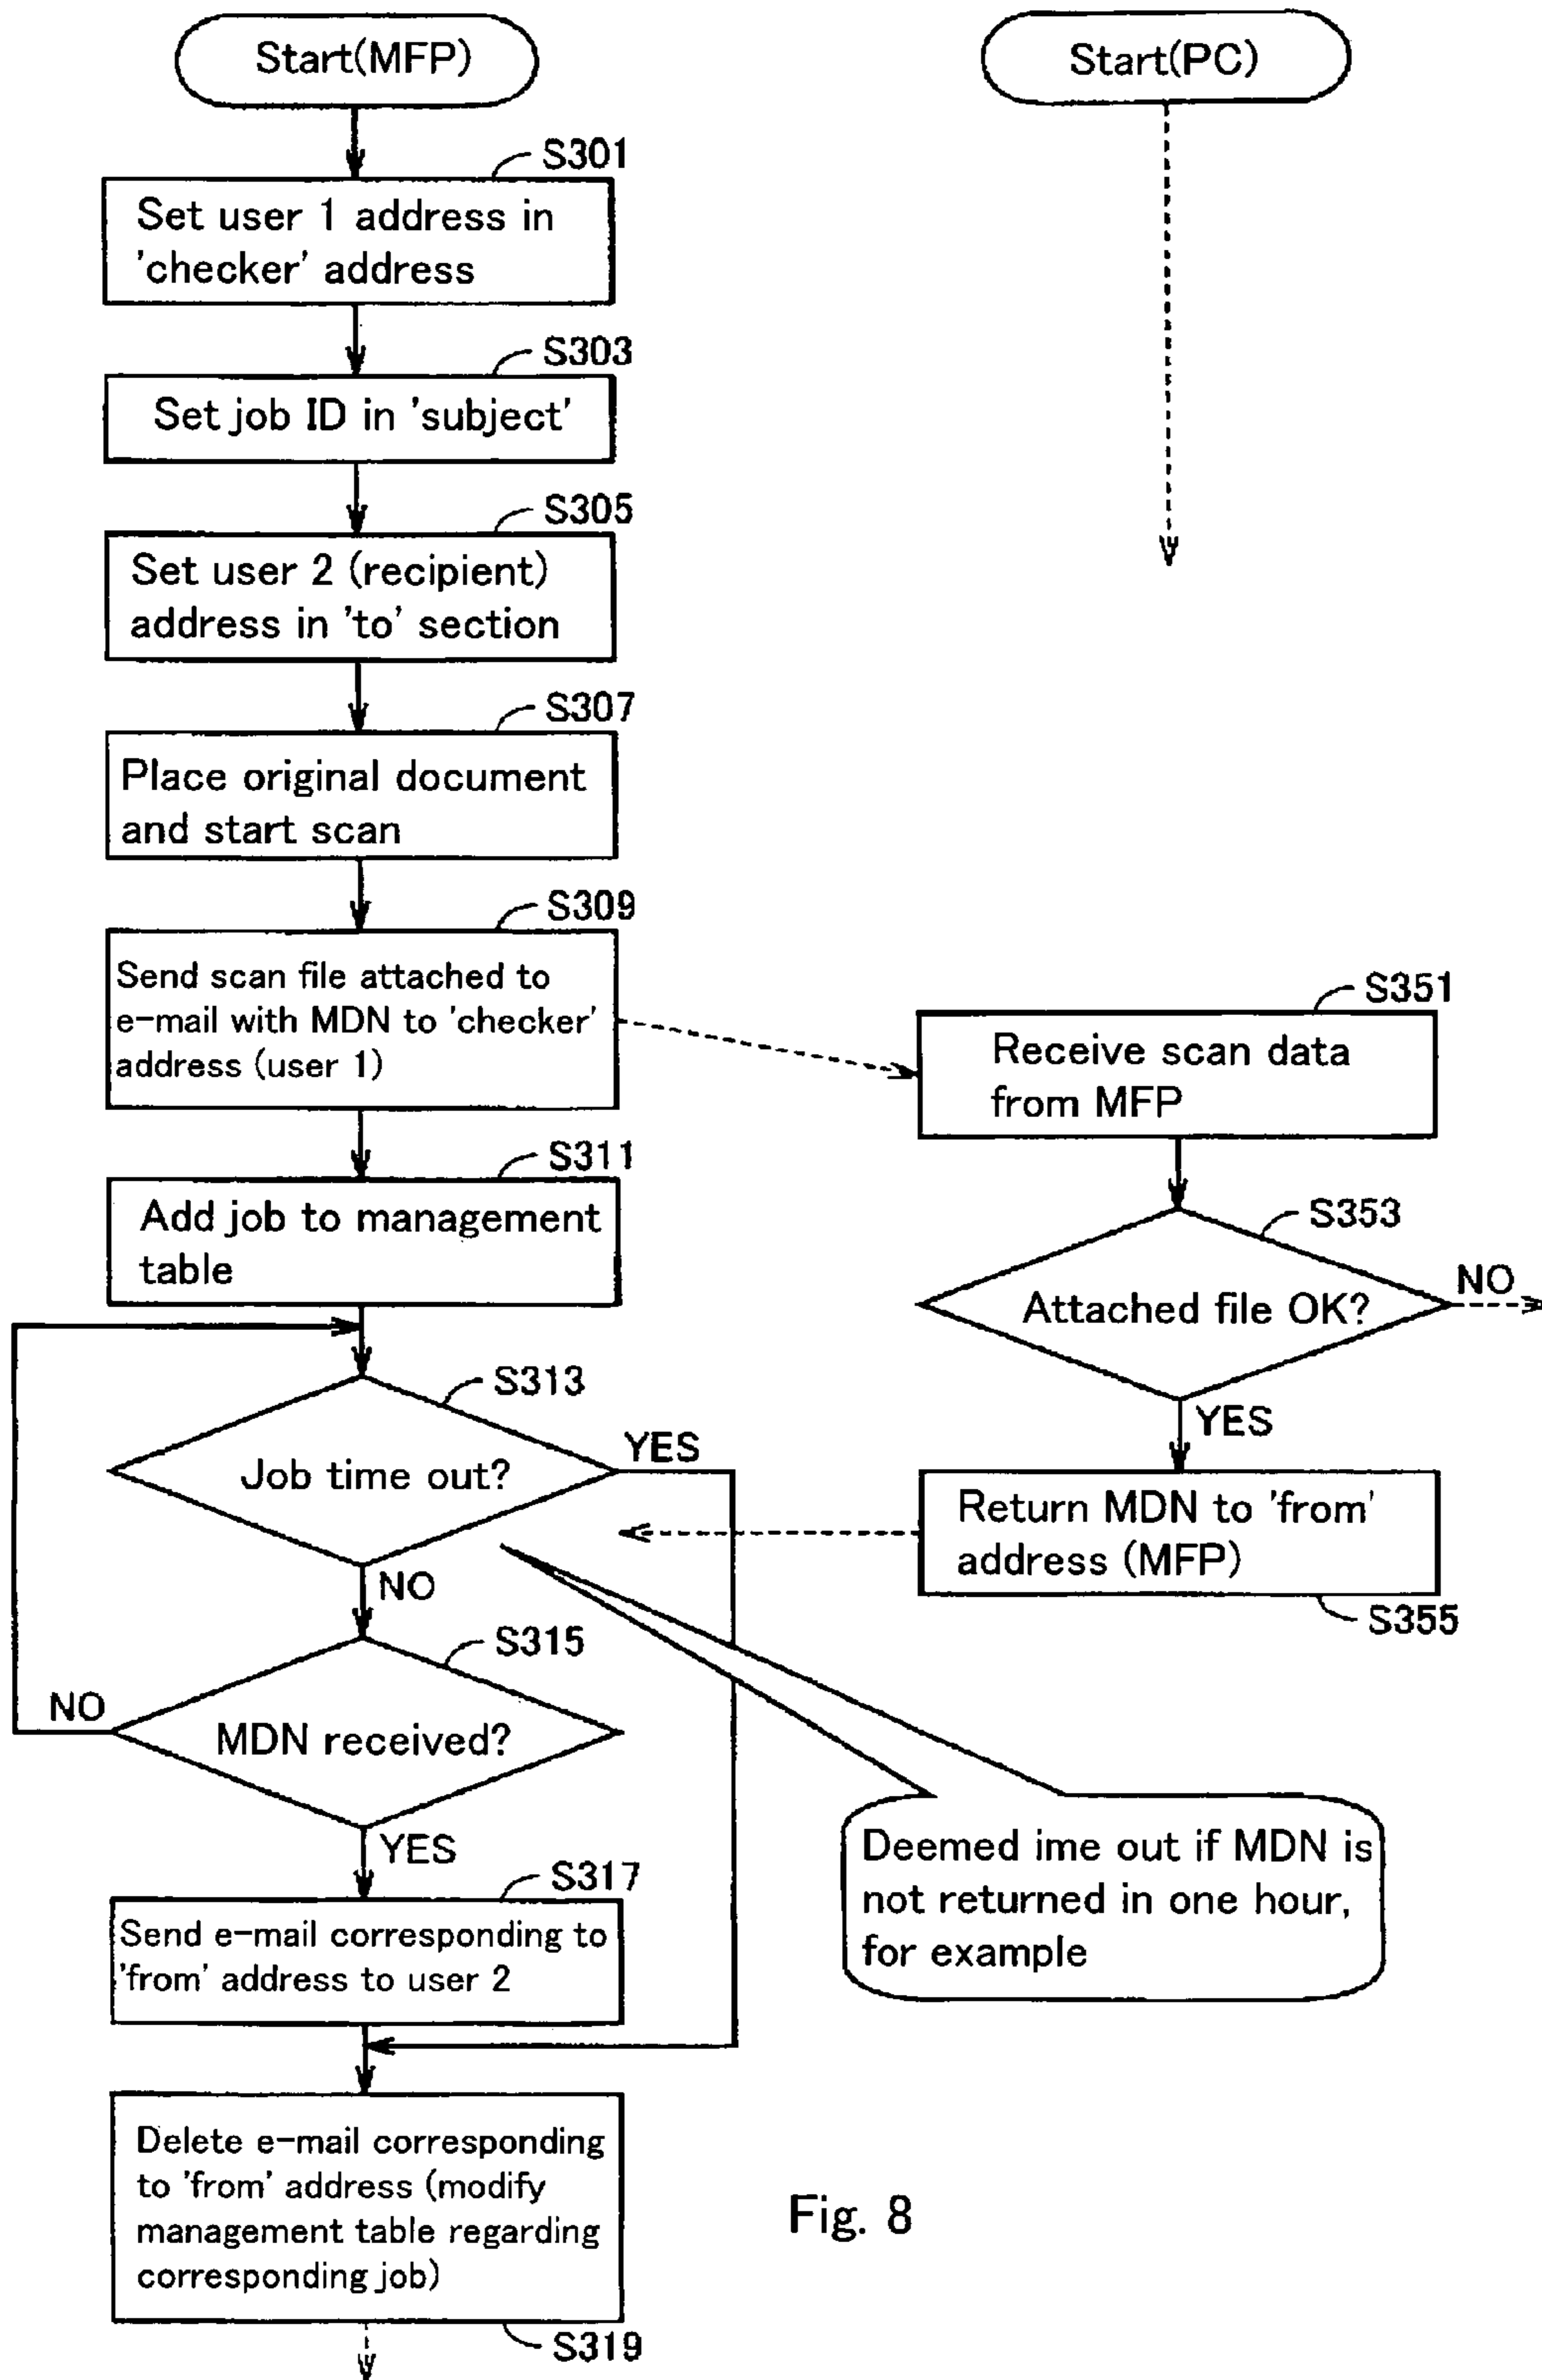 Start(MFP)
S301
Set user 1 address in
'checker' address
S303
Set job ID in 'subject'
S305
Set user 2 (recipient)
address in 'to' section
S307
Place original document
and start scan
S309
Send scan file attached to
e-mail with MDN to 'checker'
address (user 1)
S311
Add job to management
table
S313
Job time out?
YES
NO
S315
MDN received?
NO
YES
S317
Send e-mail corresponding to
'from' address to user 2
Delete e-mail corresponding
to 'from' address (modify
management table regarding
corresponding job)
S319
Start(PC)
S351
Receive scan data
from MFP
S353
Attached file OK?
NO
YES
Return MDN to 'from'
address (MFP)
S355
Deemed ime out if MDN is
not returned in one hour,
for example
Fig. 8